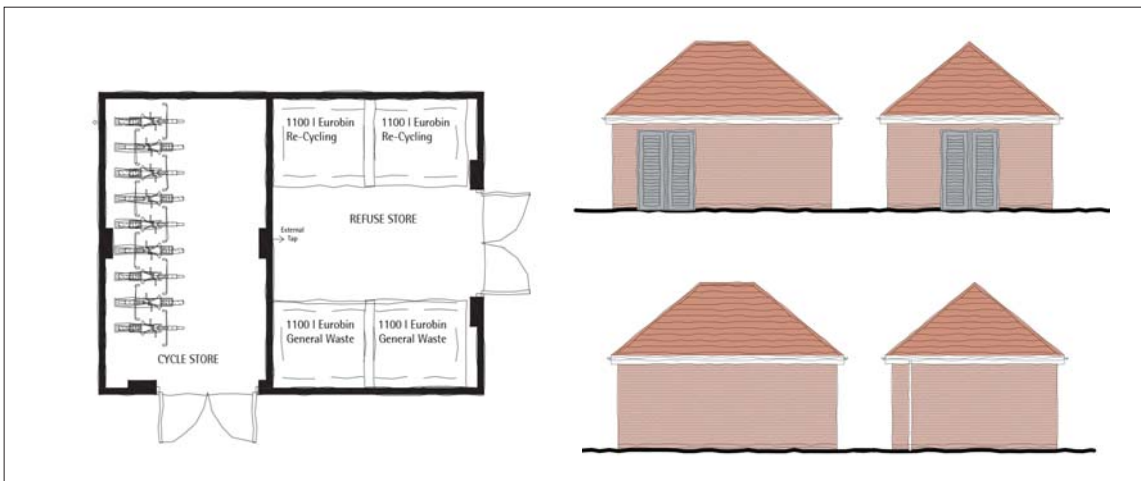 1100 l Eurobin
Re-Cycling
1100 l Eurobin
Re-Cycling
REFUSE STORE
External
Tap
1100 l Eurobin
General Waste
1100 l Eurobin
General Waste
CYCLE STORE